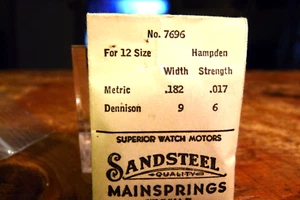 No. 7696
For 12 Size Hampden
Width Strength
Metric .182 .017
Dennison 9 6
SUPERIOR WATCH MOTORS
SANDSTEEL
QUALITY
MAINSPRINGS